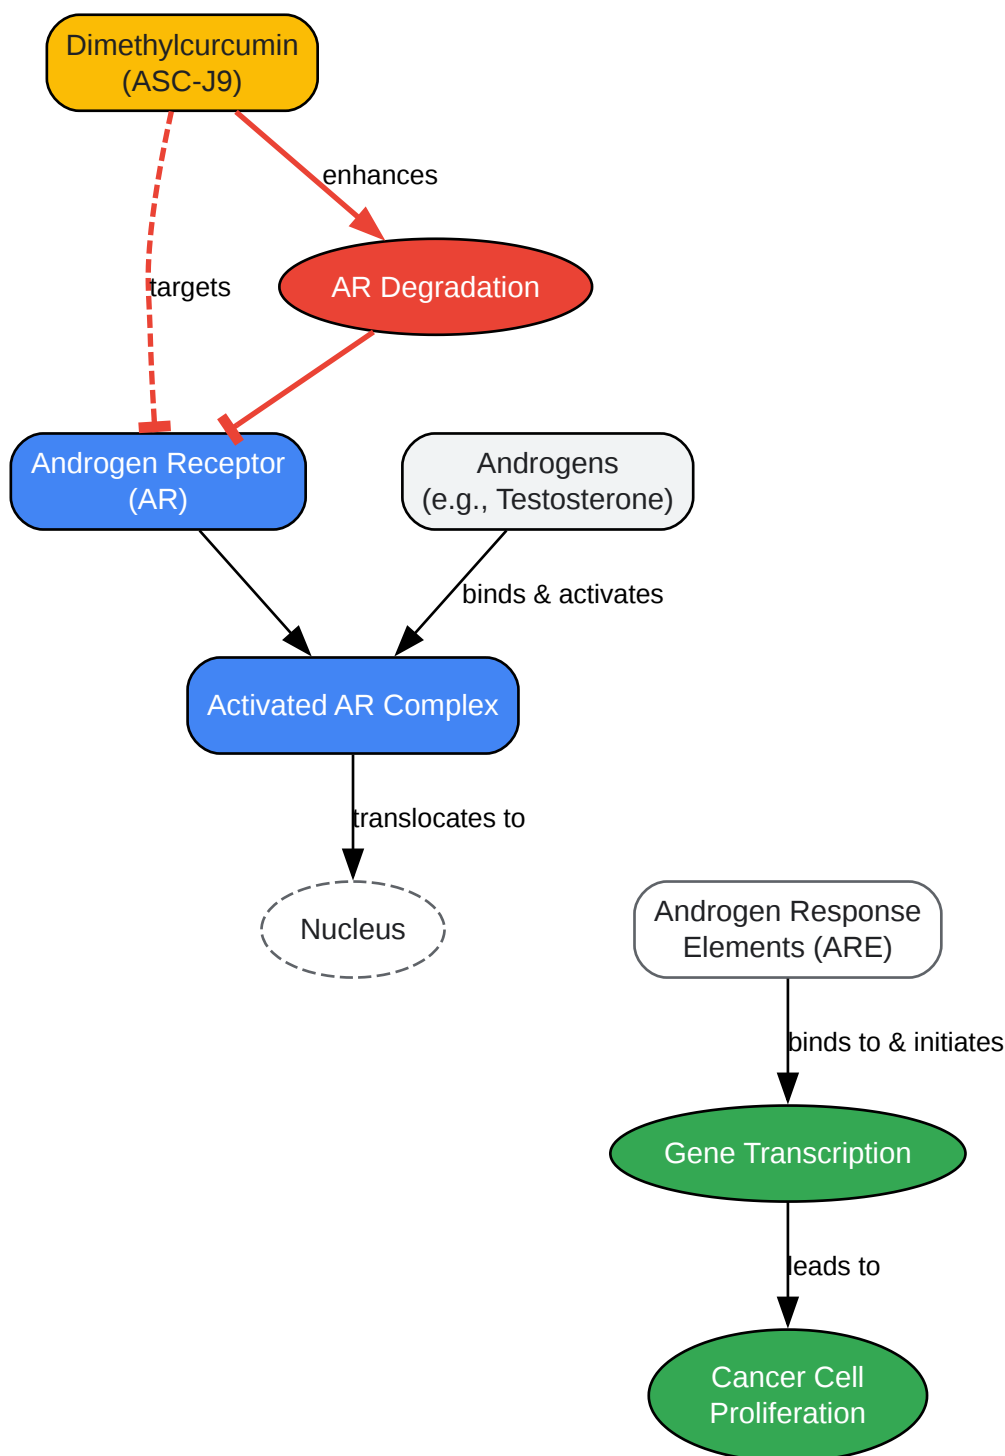 Dimethylcurcumin
(ASC-J9)
enhances
targets
AR Degradation
Androgen Receptor
(AR)
Androgens
(e.g., Testosterone)
binds & activates
Activated AR Complex
translocates to
Nucleus
Androgen Response
Elements (ARE)
binds to & initiates
Gene Transcription
leads to
Cancer Cell
Proliferation